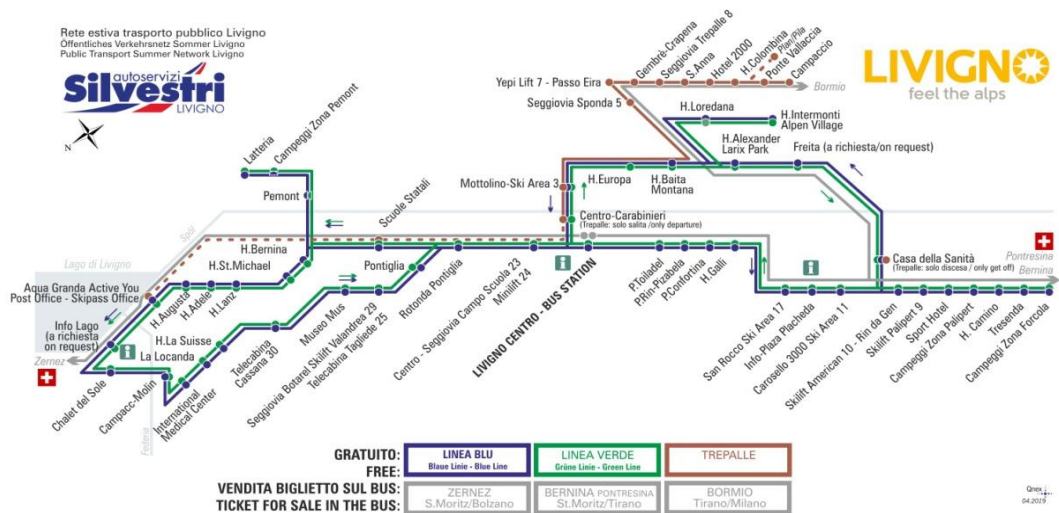 Rete estiva trasporto pubblico Livigno
Öffentliches Verkehrsnetz Sommer Livigno
Public Transport Summer Network Livigno
autoservizi
Silvestri
LIVIGNO
N
LIVIGNO
feel the alps
Yepi Lift 7 - Passo Eira
Gembrè-Crapena
Seggiovia Trepalle 8
S.Anna
Hotel 2000
H.Colombina
Plan/Pila
Ponte Vallaccia
Campaccio
Bormio
Seggiovia Sponda 5
H.Loredana
H.Intermonti
Alpen Village
H.Alexander
Larix Park
Freita (a richiesta/on request)
Latteria
Campeggi Zona Pemont
Pemont
Scuole Statali
Mottolino-Ski Area 3
H.Europa
H.Baita
Montana
Centro-Carabinieri
(Trepalle: solo salita /only departure)
Spöl
Lago di Livigno
H.Bernina
H.St.Michael
Pontiglia
Casa della Sanità
(Trepalle: solo discesa / only get off)
Pontresina
Bernina
Aqua Granda Active You
Post Office - Skipass Office
H.Augusta
H.Adele
H.Lanz
Info Lago
(a richiesta
on request)
Zernez
H.La Suisse
La Locanda
Chalet del Sole
Campacc-Molin
Federia
International
Medical Center
Telecabina
Cassana 30
Museo Mus
Seggiovia Botarel Skilift Valandrea 29
Telecabina Tagliede 25
Rotonda Pontiglia
Centro - Seggiovia Campo Scuola 23
Minilift 24
LIVIGNO CENTRO - BUS STATION
P.Toiladel
P.Rin-Pizabela
P.Confortina
H.Galli
San Rocco Ski Area 17
Info-Plaza Placheda
Carosello 3000 Ski Area 11
Skilift American 10 - Rin da Geri
Skilift Palipert 9
Sport Hotel
Campeggi Zona Palipert
H. Camino
Tresenda
Campeggi Zona Forcola
GRATUITO:
FREE:
LINEA BLU
Blaue Linie - Blue Line
LINEA VERDE
Grüne Linie - Green Line
TREPALLE
VENDITA BIGLIETTO SUL BUS:
TICKET FOR SALE IN THE BUS:
ZERNEZ
S.Moritz/Bolzano
BERNINA PONTRESINA
St.Moritz/Tirano
BORMIO
Tirano/Milano
Qnex
04.2019